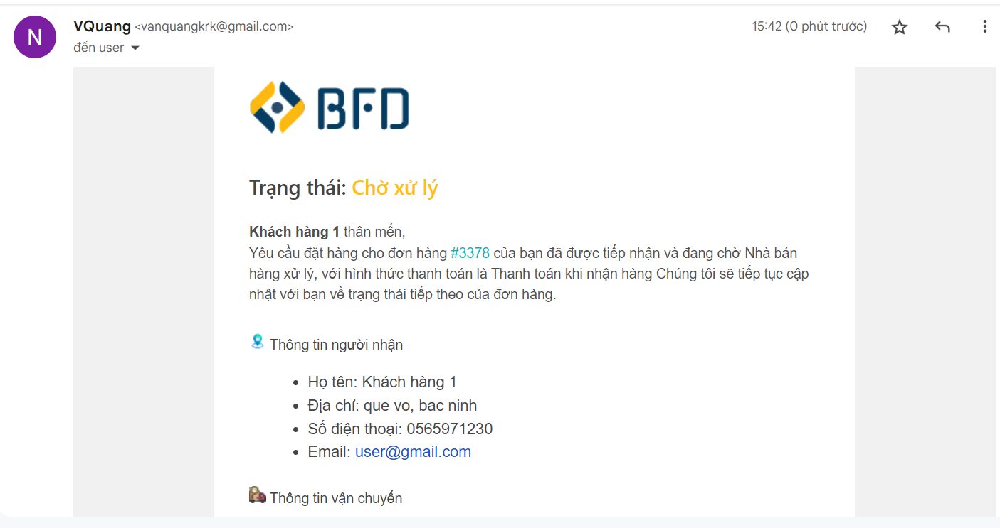 N
VQuang <vanquangkrk@gmail.com>
15:42 (0 phút trước)
đến user
BFD
Trạng thái: Chờ xử lý
Khách hàng 1 thân mến,
Yêu cầu đặt hàng cho đơn hàng #3378 của bạn đã được tiếp nhận và đang chờ Nhà bán
hàng xử lý, với hình thức thanh toán là Thanh toán khi nhận hàng Chúng tôi sẽ tiếp tục cập
nhật với bạn về trạng thái tiếp theo của đơn hàng.
Thông tin người nhận
• Họ tên: Khách hàng 1
• Địa chỉ: que vo, bac ninh
• Số điện thoại: 0565971230
• Email: user@gmail.com
Thông tin vận chuyển